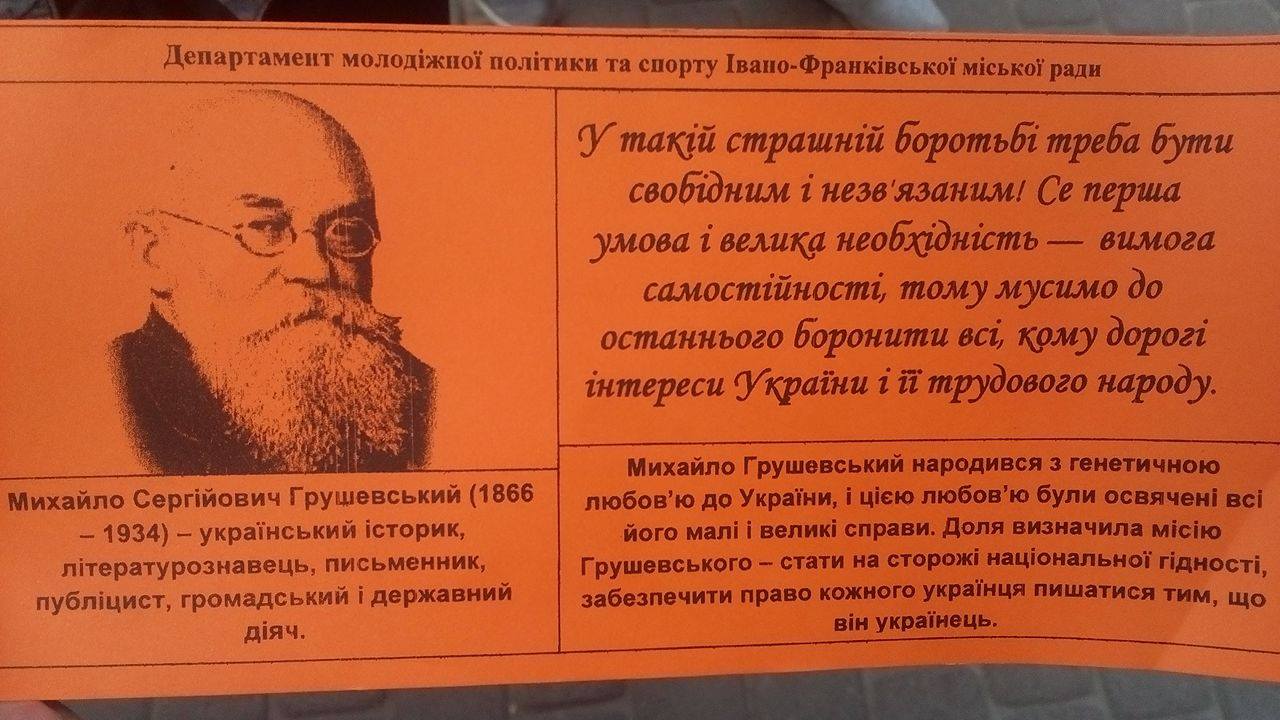 Департамент молодіжної політики та спорту Івано-Франківської міської ради
У такій страшній боротьбі треба бути
свобідним і незв'язаним! Се перша
умова і велика необхідність — вимога
самостійності, тому мусимо до
останнього боронити всі, кому дорогі
інтереси України і її трудового народу.
Михайло Сергійович Грушевський (1866
– 1934) – український історик,
літературознавець, письменник,
публіцист, громадський і державний
діяч.
Михайло Грушевський народився з генетичною
любов’ю до України, і цією любов’ю були освячені всі
його малі і великі справи. Доля визначила місію
Грушевського – стати на сторожі національної гідності,
забезпечити право кожного українця пишатися тим, що
він українець.